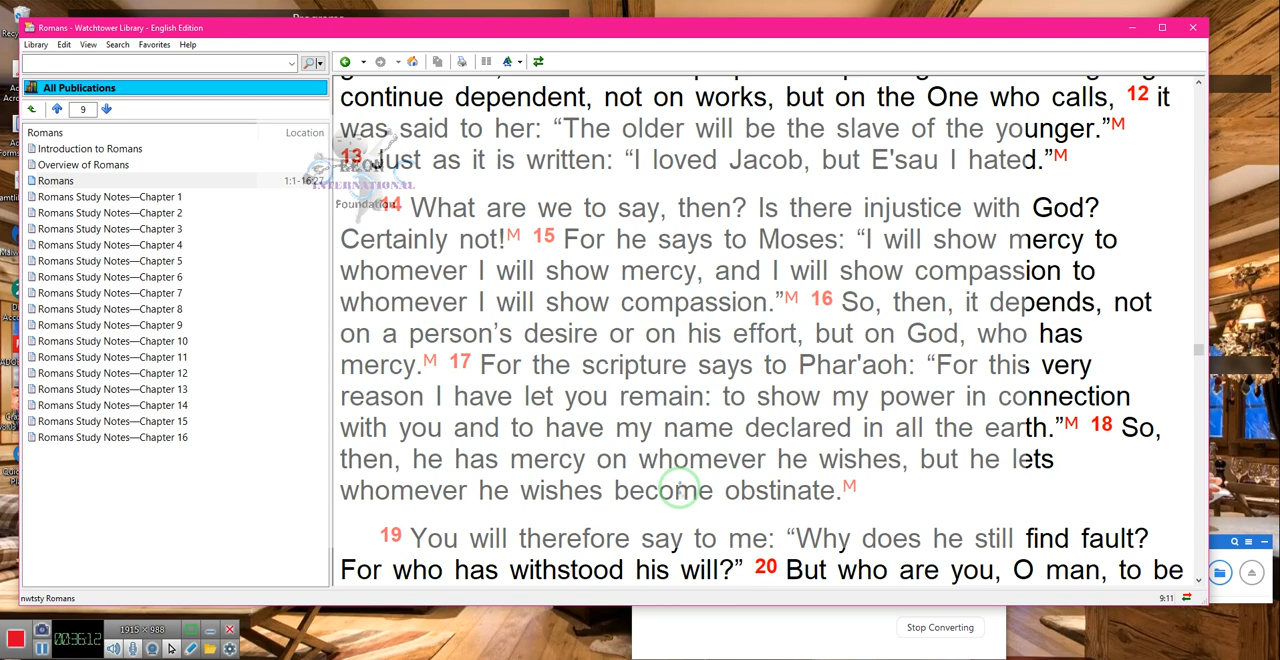 Romans - Watchtower Library - English Edition
Library Edit View Search Favorites Help
All Publications
9
Romans Location
Introduction to Romans
Overview of Romans
Romans 1:1-16:27
Romans Study Notes—Chapter 1
Romans Study Notes—Chapter 2
Romans Study Notes—Chapter 3
Romans Study Notes—Chapter 4
Romans Study Notes—Chapter 5
Romans Study Notes—Chapter 6
Romans Study Notes—Chapter 7
Romans Study Notes—Chapter 8
Romans Study Notes—Chapter 9
Romans Study Notes—Chapter 10
Romans Study Notes—Chapter 11
Romans Study Notes—Chapter 12
Romans Study Notes—Chapter 13
Romans Study Notes—Chapter 14
Romans Study Notes—Chapter 15
Romans Study Notes—Chapter 16
continue dependent, not on works, but on the One who calls, 12 it
was said to her: “The older will be the slave of the younger.”M
13 Just as it is written: “I loved Jacob, but E'sau I hated.”M
INTERNATIONAL
Foundation
14 What are we to say, then? Is there injustice with God?
Certainly not!M 15 For he says to Moses: “I will show mercy to
whomever I will show mercy, and I will show compassion to
whomever I will show compassion.”M 16 So, then, it depends, not
on a person’s desire or on his effort, but on God, who has
mercy.M 17 For the scripture says to Phar'aoh: “For this very
reason I have let you remain: to show my power in connection
with you and to have my name declared in all the earth.”M 18 So,
then, he has mercy on whomever he wishes, but he lets
whomever he wishes become obstinate.M
19 You will therefore say to me: “Why does he still find fault?
For who has withstood his will?” 20 But who are you, O man, to be
nwtsty Romans
9:11
Stop Converting
00:36:12
1915 × 988